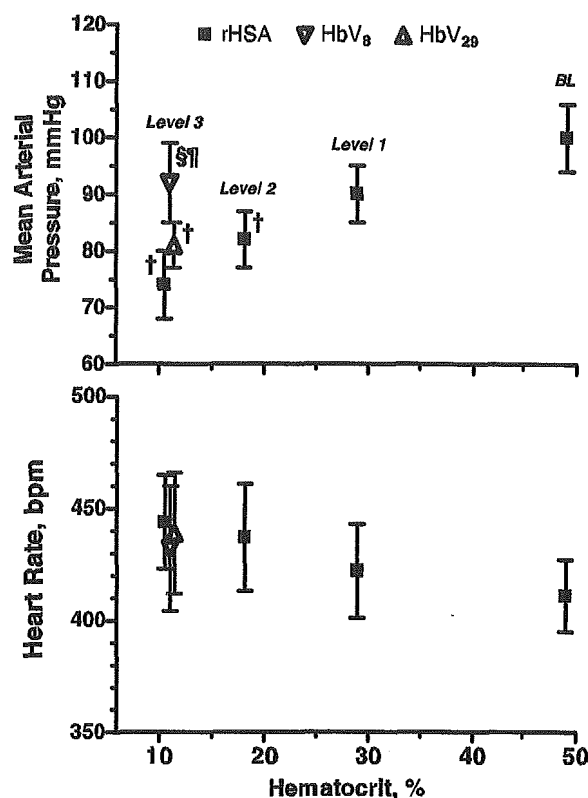 120
■ rHSA ▽ HbV₈ △ HbV₂₉
BL
110
Level 3
100
Level 1
§¶
90
Level 2
†
†
80
†
70
60
Mean Arterial
Pressure, mmHg
500
450
400
350
Heart Rate, bpm
10 20 30 40 50
Hematocrit, %